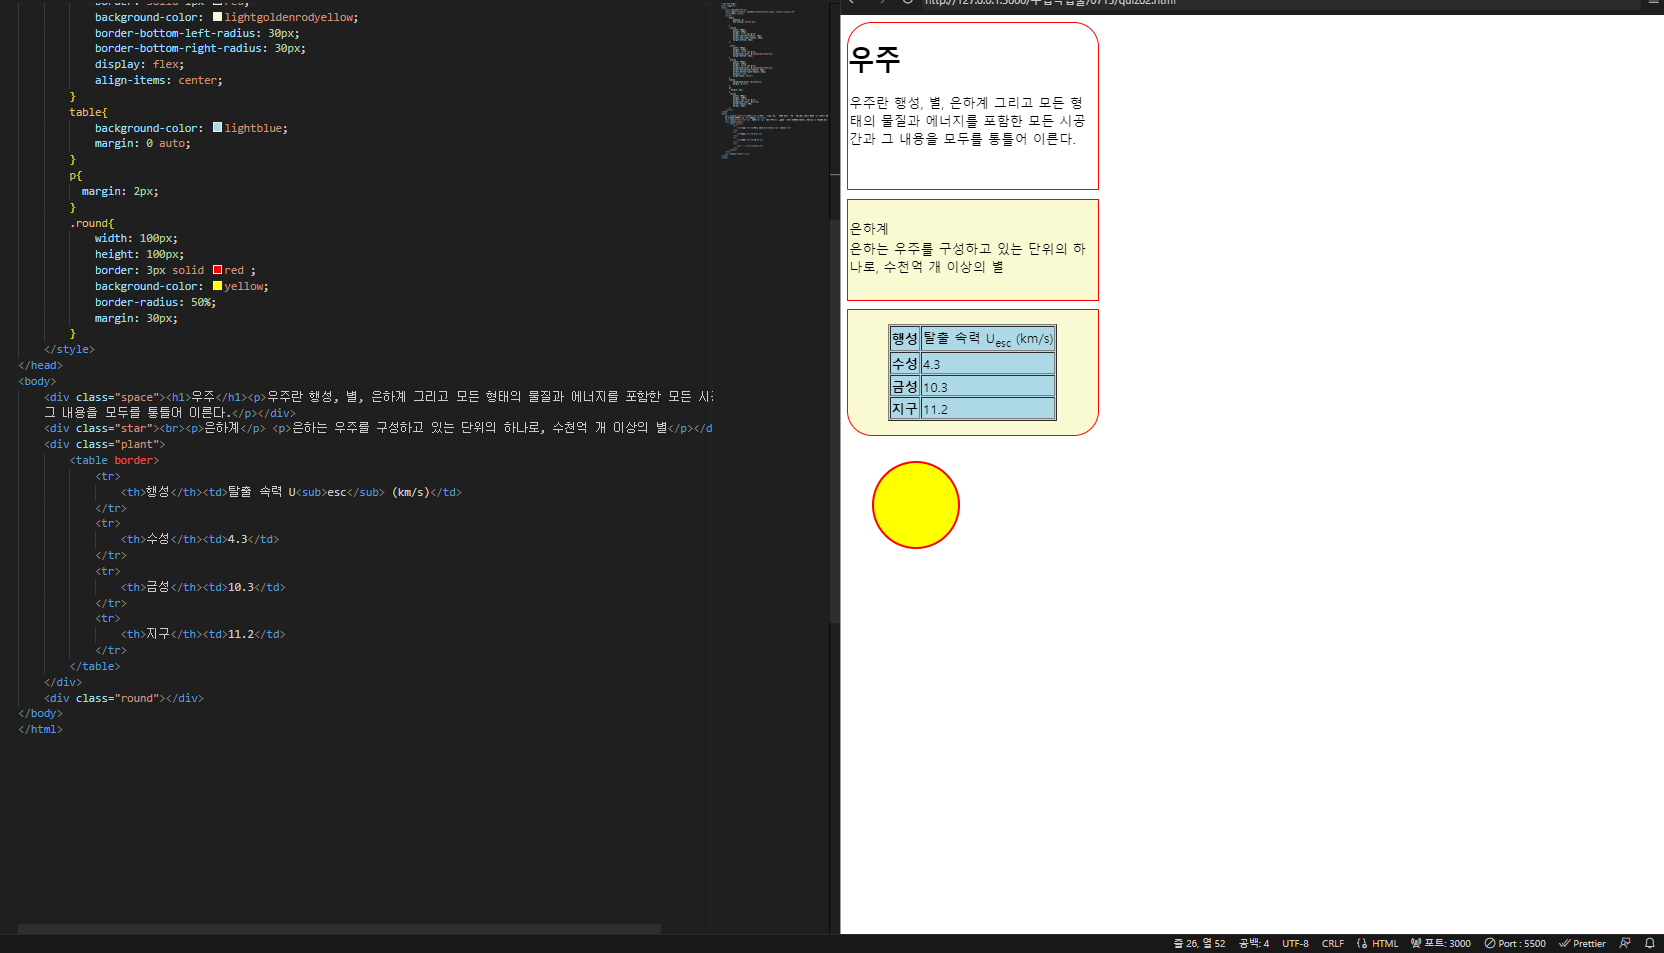 border: solid 1px red;
background-color: lightgoldenrodyellow;
border-bottom-left-radius: 30px;
border-bottom-right-radius: 30px;
display: flex;
align-items: center;
}
table{
background-color: lightblue;
margin: 0 auto;
}
p{
margin: 2px;
}
.round{
width: 100px;
height: 100px;
border: 3px solid red ;
background-color: yellow;
border-radius: 50%;
margin: 30px;
}
</style>
</head>
<body>
<div class="space"><h1>우주</h1><p>우주란 행성, 별, 은하계 그리고 모든 형태의 물질과 에너지를 포함한 모든 시공
그 내용을 모두를 통틀어 이른다.</p></div>
<div class="star"><br><p>은하계</p> <p>은하는 우주를 구성하고 있는 단위의 하나로, 수천억 개 이상의 별</p></d
<div class="plant">
<table border>
<tr>
<th>행성</th><td>탈출 속력 U<sub>esc</sub> (km/s)</td>
</tr>
<tr>
<th>수성</th><td>4.3</td>
</tr>
<tr>
<th>금성</th><td>10.3</td>
</tr>
<tr>
<th>지구</th><td>11.2</td>
</tr>
</table>
</div>
<div class="round"></div>
</body>
</html>
우주
우주란 행성, 별, 은하계 그리고 모든 형
태의 물질과 에너지를 포함한 모든 시공
간과 그 내용을 모두를 통틀어 이른다.
은하계
은하는 우주를 구성하고 있는 단위의 하
나로, 수천억 개 이상의 별
행성 탈출 속력 Uesc (km/s)
수성 4.3
금성 10.3
지구 11.2
줄 26, 열 52 공백: 4 UTF-8 CRLF HTML 포트: 3000 Port : 5500 Prettier